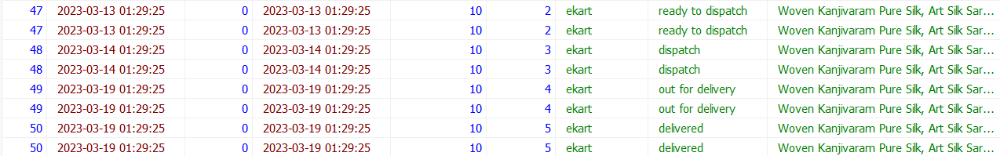 47 2023-03-13 01:29:25 0 2023-03-13 01:29:25 10 2 ekart ready to dispatch Woven Kanjivaram Pure Silk, Art Silk Sar...
47 2023-03-13 01:29:25 0 2023-03-13 01:29:25 10 2 ekart ready to dispatch Woven Kanjivaram Pure Silk, Art Silk Sar...
48 2023-03-14 01:29:25 0 2023-03-14 01:29:25 10 3 ekart dispatch Woven Kanjivaram Pure Silk, Art Silk Sar...
48 2023-03-14 01:29:25 0 2023-03-14 01:29:25 10 3 ekart dispatch Woven Kanjivaram Pure Silk, Art Silk Sar...
49 2023-03-19 01:29:25 0 2023-03-19 01:29:25 10 4 ekart out for delivery Woven Kanjivaram Pure Silk, Art Silk Sar...
49 2023-03-19 01:29:25 0 2023-03-19 01:29:25 10 4 ekart out for delivery Woven Kanjivaram Pure Silk, Art Silk Sar...
50 2023-03-19 01:29:25 0 2023-03-19 01:29:25 10 5 ekart delivered Woven Kanjivaram Pure Silk, Art Silk Sar...
50 2023-03-19 01:29:25 0 2023-03-19 01:29:25 10 5 ekart delivered Woven Kanjivaram Pure Silk, Art Silk Sar...